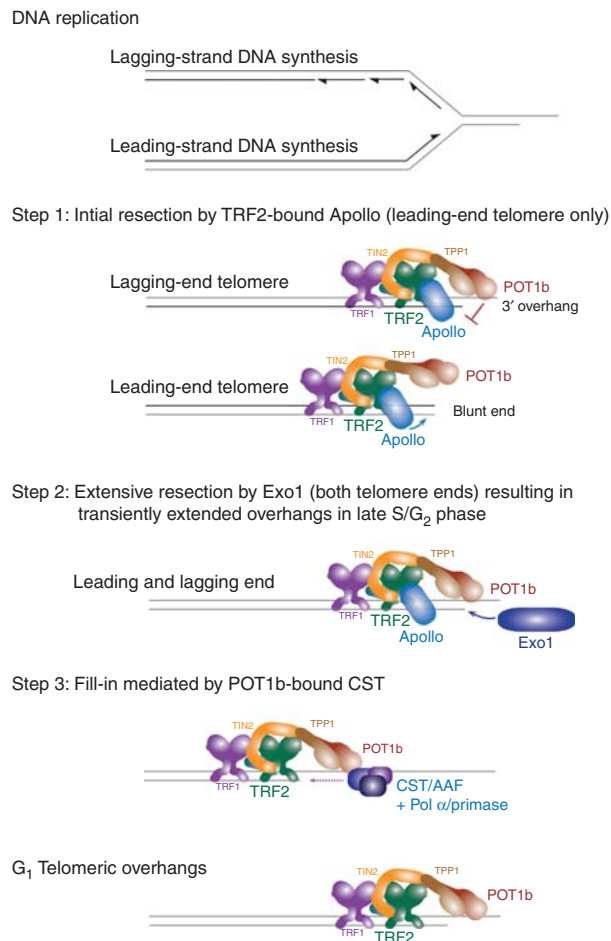 DNA replication
Lagging-strand DNA synthesis
Leading-strand DNA synthesis
Step 1: Intial resection by TRF2-bound Apollo (leading-end telomere only)
TIN2
TPP1
Lagging-end telomere
POT1b
3′ overhang
TRF1
TRF2
Apollo
TIN2
TPP1
Leading-end telomere
POT1b
Blunt end
TRF1
TRF2
Apollo
Step 2: Extensive resection by Exo1 (both telomere ends) resulting in
transiently extended overhangs in late S/G₂ phase
TIN2
TPP1
Leading and lagging end
POT1b
TRF1
TRF2
Apollo
Exo1
Step 3: Fill-in mediated by POT1b-bound CST
TIN2
TPP1
POT1b
TRF1
TRF2
CST/AAF
+ Pol α/primase
G₁ Telomeric overhangs
TIN2
TPP1
POT1b
TRF1
TRF2